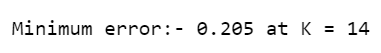 Minimum error:- 0.205 at K = 14